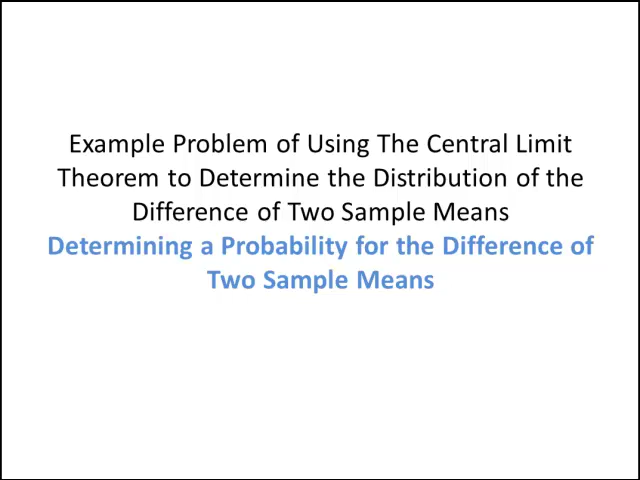 Example Problem of Using The Central Limit
Theorem to Determine the Distribution of the
Difference of Two Sample Means
Determining a Probability for the Difference of
Two Sample Means